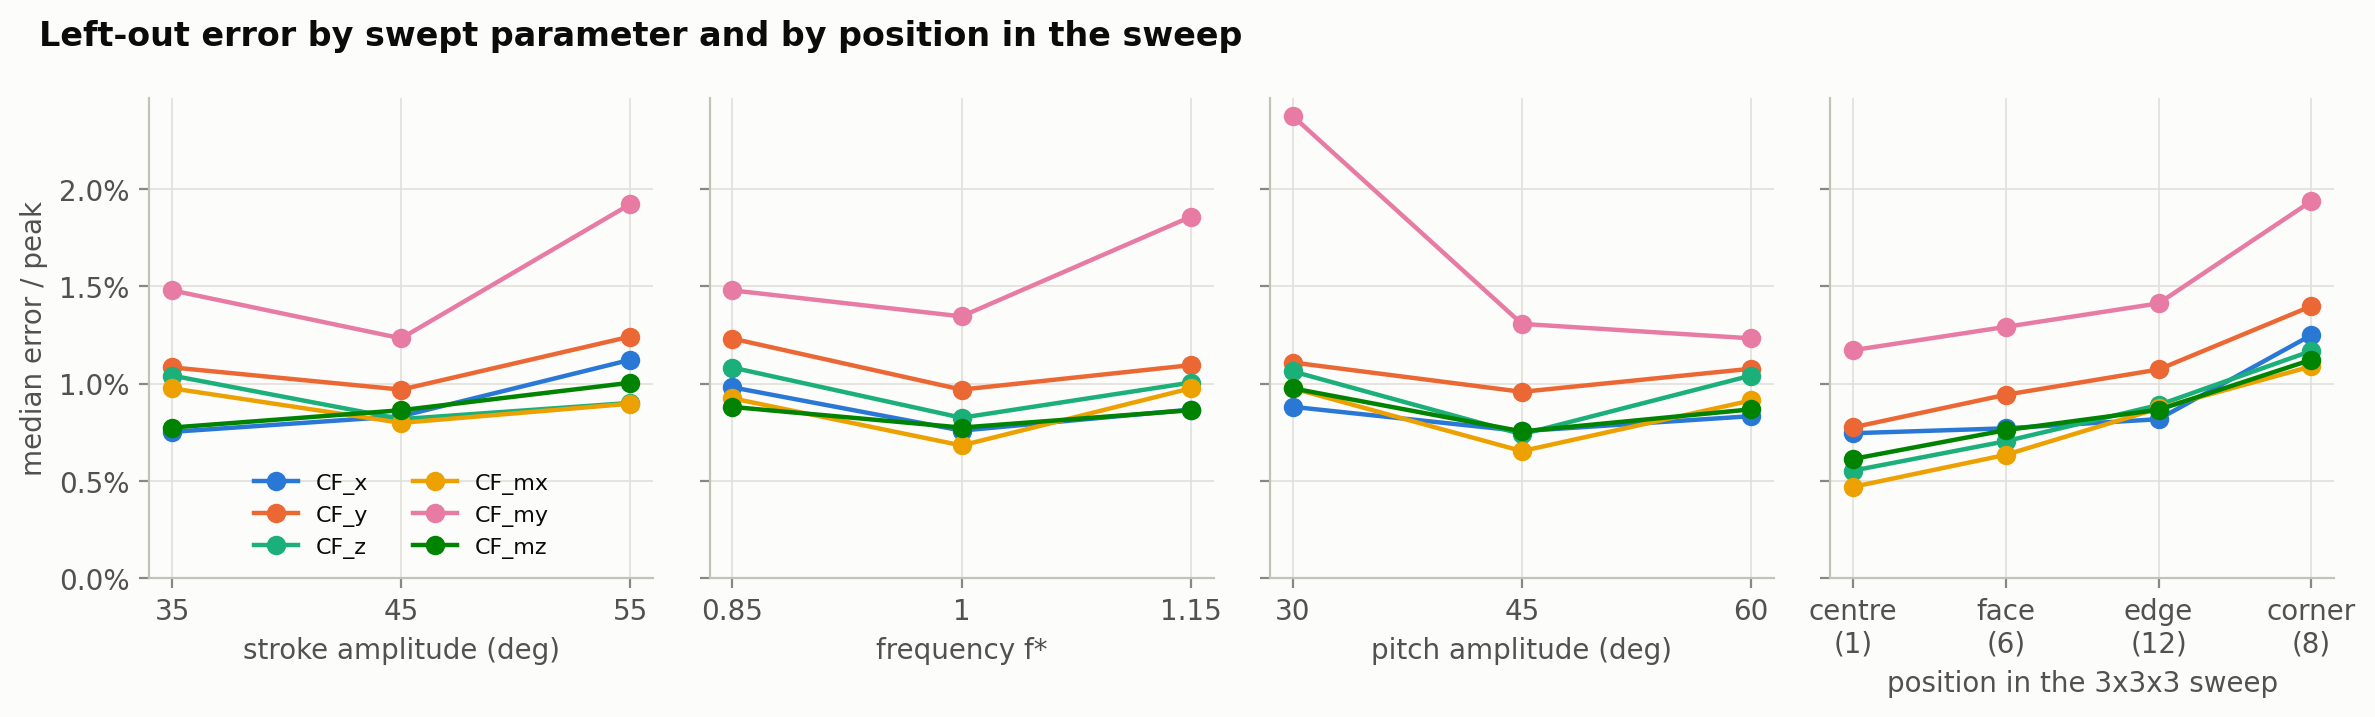 Left-out error by swept parameter and by position in the sweep
median error / peak
2.0%
1.5%
1.0%
0.5%
0.0%
CF_x
CF_y
CF_z
CF_mx
CF_my
CF_mz
35 45 55
stroke amplitude (deg)
0.85 1 1.15
frequency f*
30 45 60
pitch amplitude (deg)
centre face edge corner
(1) (6) (12) (8)
position in the 3x3x3 sweep